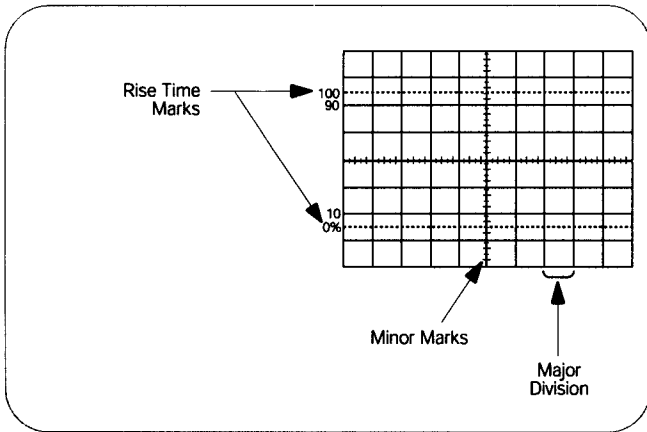 Rise Time
Marks
100
90
10
0%
Minor Marks
Major
Division